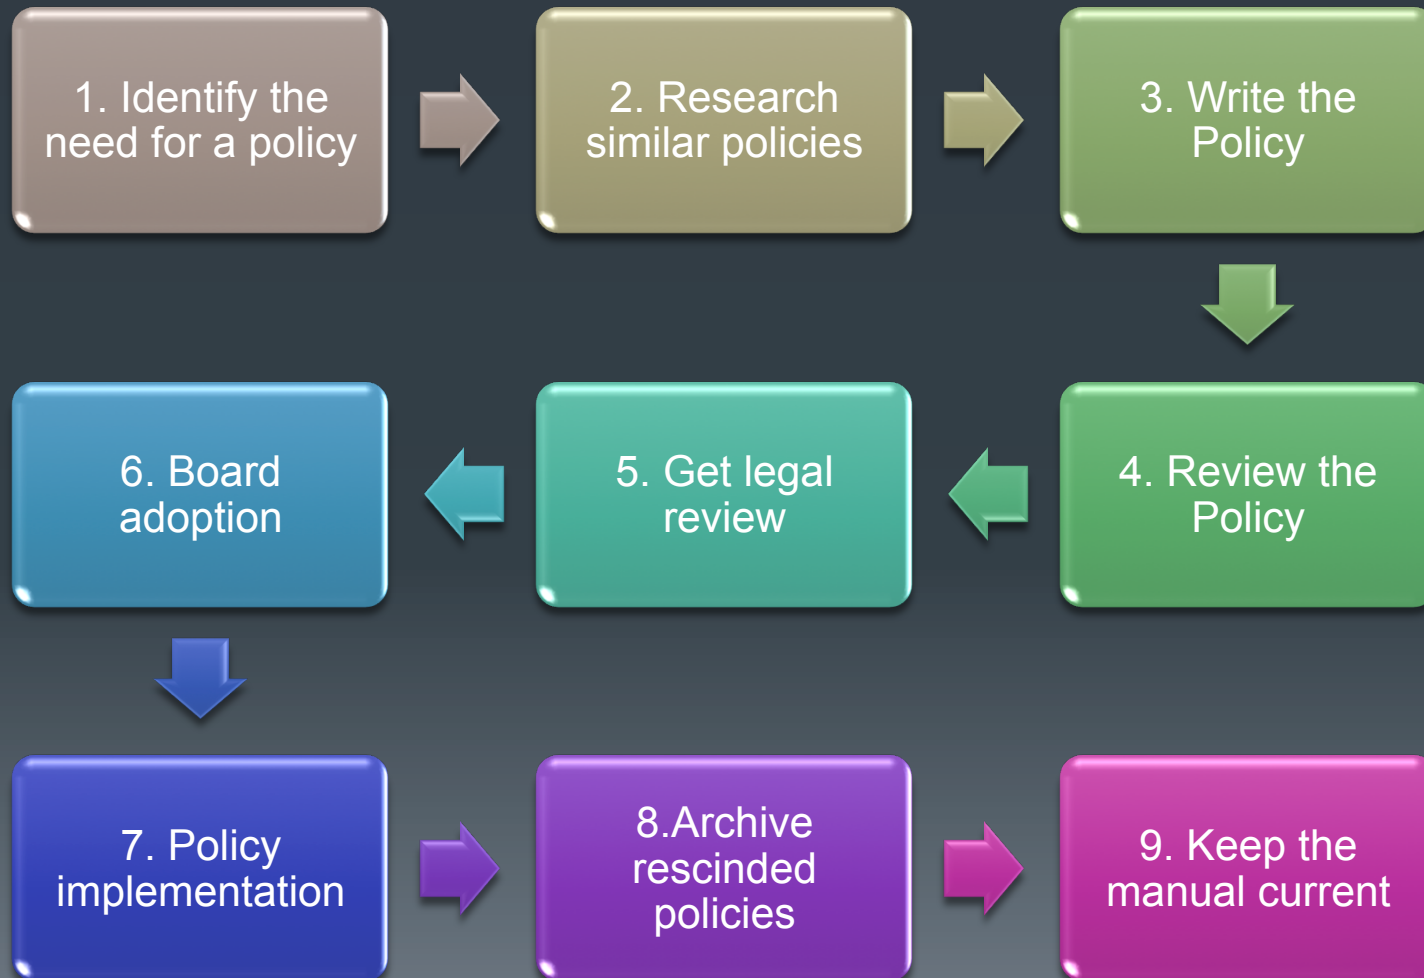 1. Identify the
need for a policy
2. Research
similar policies
3. Write the
Policy
4. Review the
Policy
5. Get legal
review
6. Board
adoption
7. Policy
implementation
8.Archive
rescinded
policies
9. Keep the
manual current